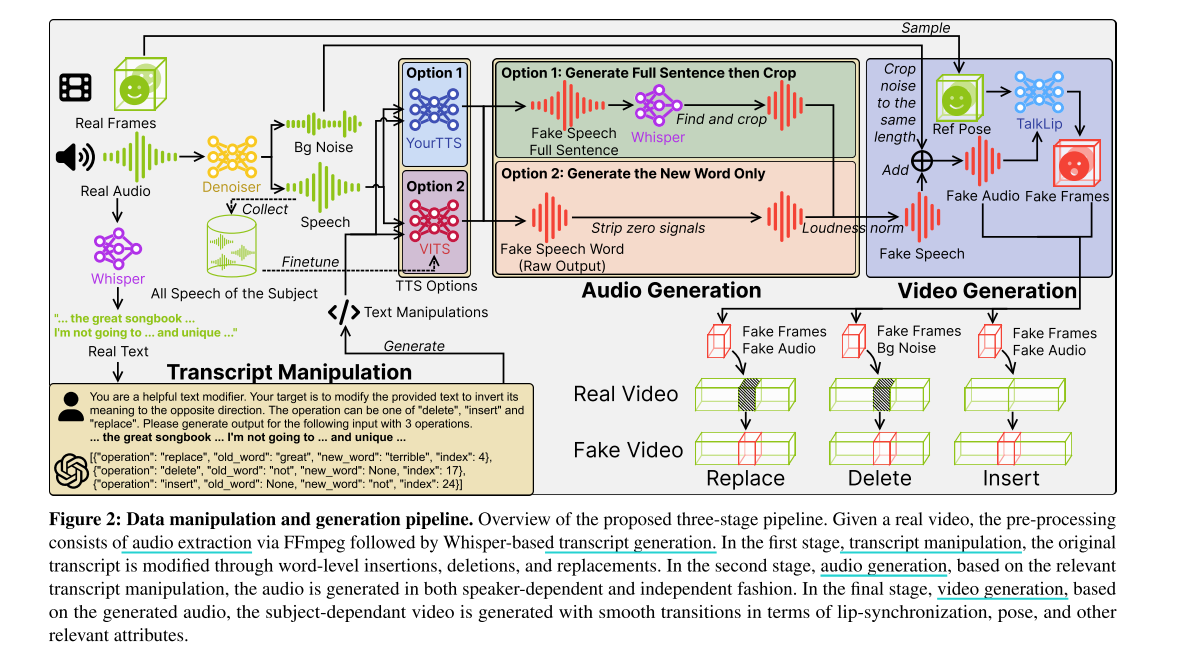 Sample
Real Frames
Real Audio
Whisper
"... the great songbook ...
I'm not going to ... and unique ..."
Real Text
Denoiser
Bg Noise
Speech
Collect
Finetune
All Speech of the Subject
Option 1
YourTTS
Option 2
VITS
TTS Options
Text Manipulations
Generate
Option 1: Generate Full Sentence then Crop
Fake Speech
Full Sentence
Whisper
Find and crop
Option 2: Generate the New Word Only
Fake Speech Word
(Raw Output)
Strip zero signals
Loudness norm
Audio Generation
Crop
noise
to the
same
length
Add
Ref Pose
TalkLip
Fake Audio
Fake Frames
Fake Speech
Video Generation
Transcript Manipulation
You are a helpful text modifier. Your target is to modify the provided text to invert its
meaning to the opposite direction. The operation can be one of "delete", "insert" and
"replace". Please generate output for the following input with 3 operations.
... the great songbook ... I'm not going to ... and unique ...
[{"operation": "replace", "old_word": "great", "new_word": "terrible", "index": 4},
{"operation": "delete", "old_word": "not", "new_word": None, "index": 17},
{"operation": "insert", "old_word": None, "new_word": "not", "index": 24}]
Fake Frames
Fake Audio
Fake Frames
Bg Noise
Fake Frames
Fake Audio
Real Video
Fake Video
Replace
Delete
Insert
Figure 2: Data manipulation and generation pipeline. Overview of the proposed three-stage pipeline. Given a real video, the pre-processing
consists of audio extraction via FFmpeg followed by Whisper-based transcript generation. In the first stage, transcript manipulation, the original
transcript is modified through word-level insertions, deletions, and replacements. In the second stage, audio generation, based on the relevant
transcript manipulation, the audio is generated in both speaker-dependent and independent fashion. In the final stage, video generation, based
on the generated audio, the subject-dependant video is generated with smooth transitions in terms of lip-synchronization, pose, and other
relevant attributes.